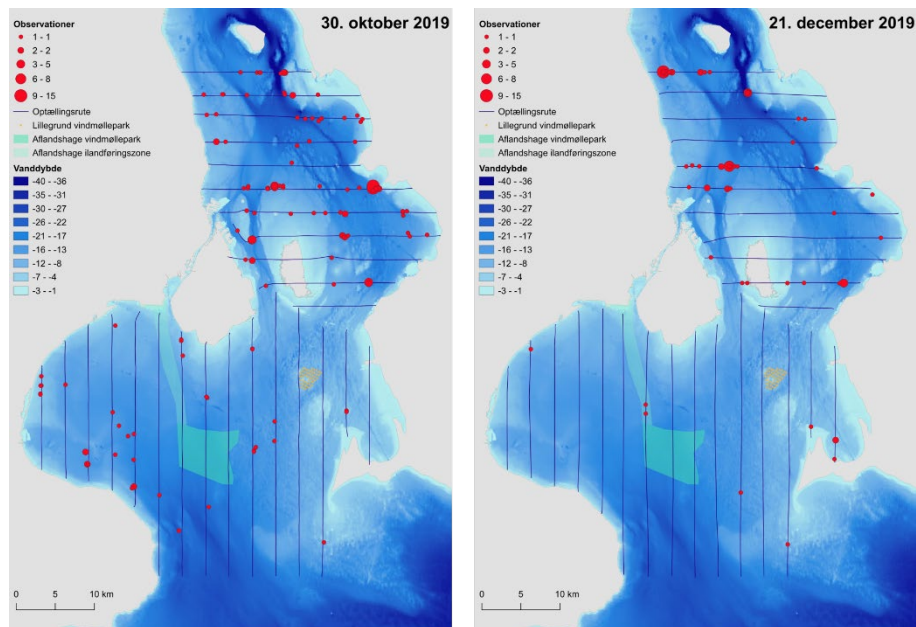 30. oktober 2019
Observationer
1 - 1
2 - 2
3 - 5
6 - 8
9 - 15
Optællingsrute
Lillegrund vindmøllepark
Aflandshage vindmøllepark
Aflandshage ilandføringszone
Vanddybde
-40 - -36
-35 - -31
-30 - -27
-26 - -22
-21 - -17
-16 - -13
-12 - -8
-7 - -4
-3 - -1
0 5 10 km
21. december 2019
Observationer
1 - 1
2 - 2
3 - 5
6 - 8
9 - 15
Optællingsrute
Lillegrund vindmøllepark
Aflandshage vindmøllepark
Aflandshage ilandføringszone
Vanddybde
-40 - -36
-35 - -31
-30 - -27
-26 - -22
-21 - -17
-16 - -13
-12 - -8
-7 - -4
-3 - -1
0 5 10 km